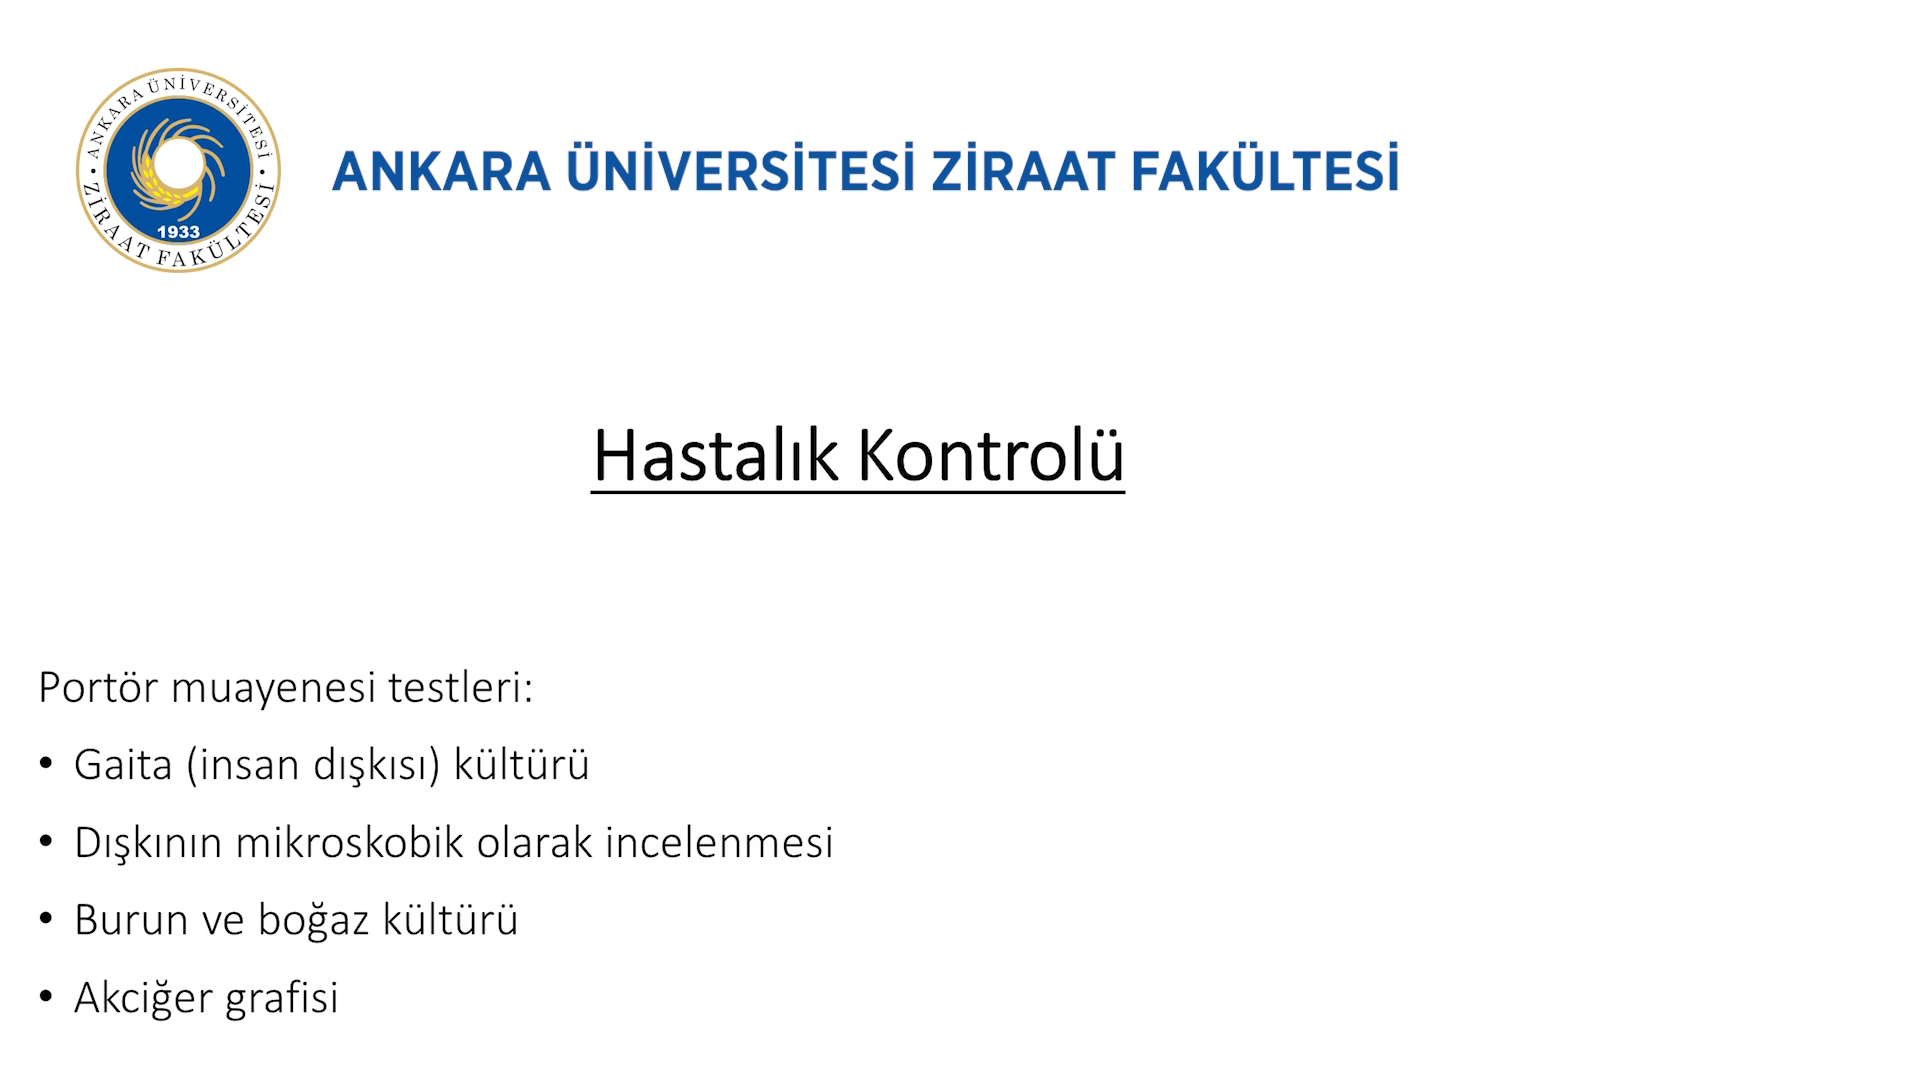 ANKARA ÜNİVERSİTESİ
ZİRAAT FAKÜLTESİ
1933
ANKARA ÜNİVERSİTESİ ZİRAAT FAKÜLTESİ
Hastalık Kontrolü
Portör muayenesi testleri:
• Gaita (insan dışkısı) kültürü
• Dışkının mikroskobik olarak incelenmesi
• Burun ve boğaz kültürü
• Akciğer grafisi